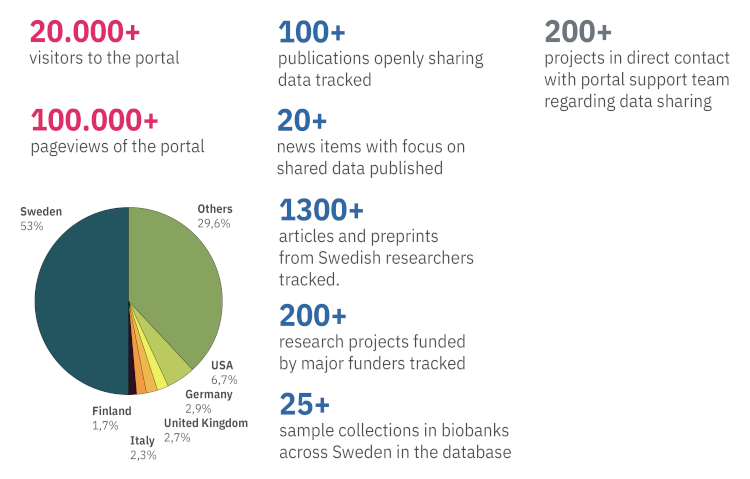 20.000+
visitors to the portal
100.000+
pageviews of the portal
Sweden
53%
Others
29,6%
USA
6,7%
Germany
2,9%
United Kingdom
2,7%
Italy
2,3%
Finland
1,7%
100+
publications openly sharing
data tracked
20+
news items with focus on
shared data published
1300+
articles and preprints
from Swedish researchers
tracked.
200+
research projects funded
by major funders tracked
25+
sample collections in biobanks
across Sweden in the database
200+
projects in direct contact
with portal support team
regarding data sharing